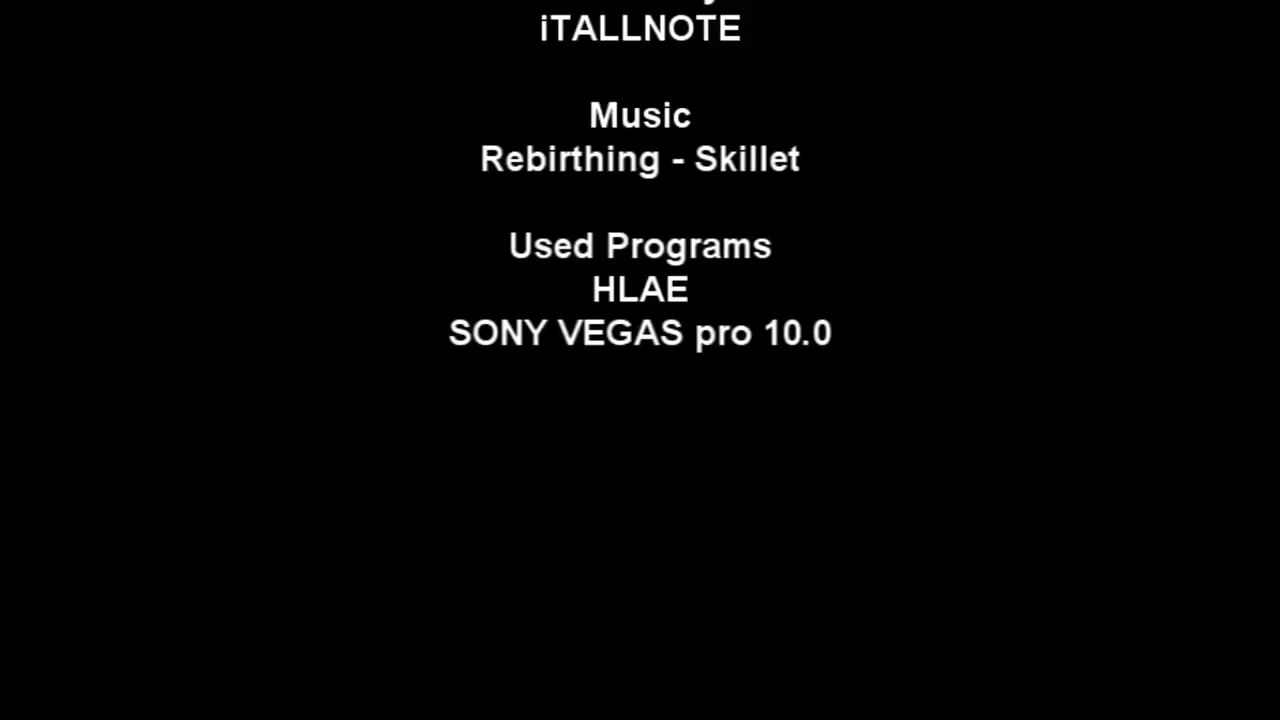 iTALLNOTE
Music
Rebirthing - Skillet
Used Programs
HLAE
SONY VEGAS pro 10.0